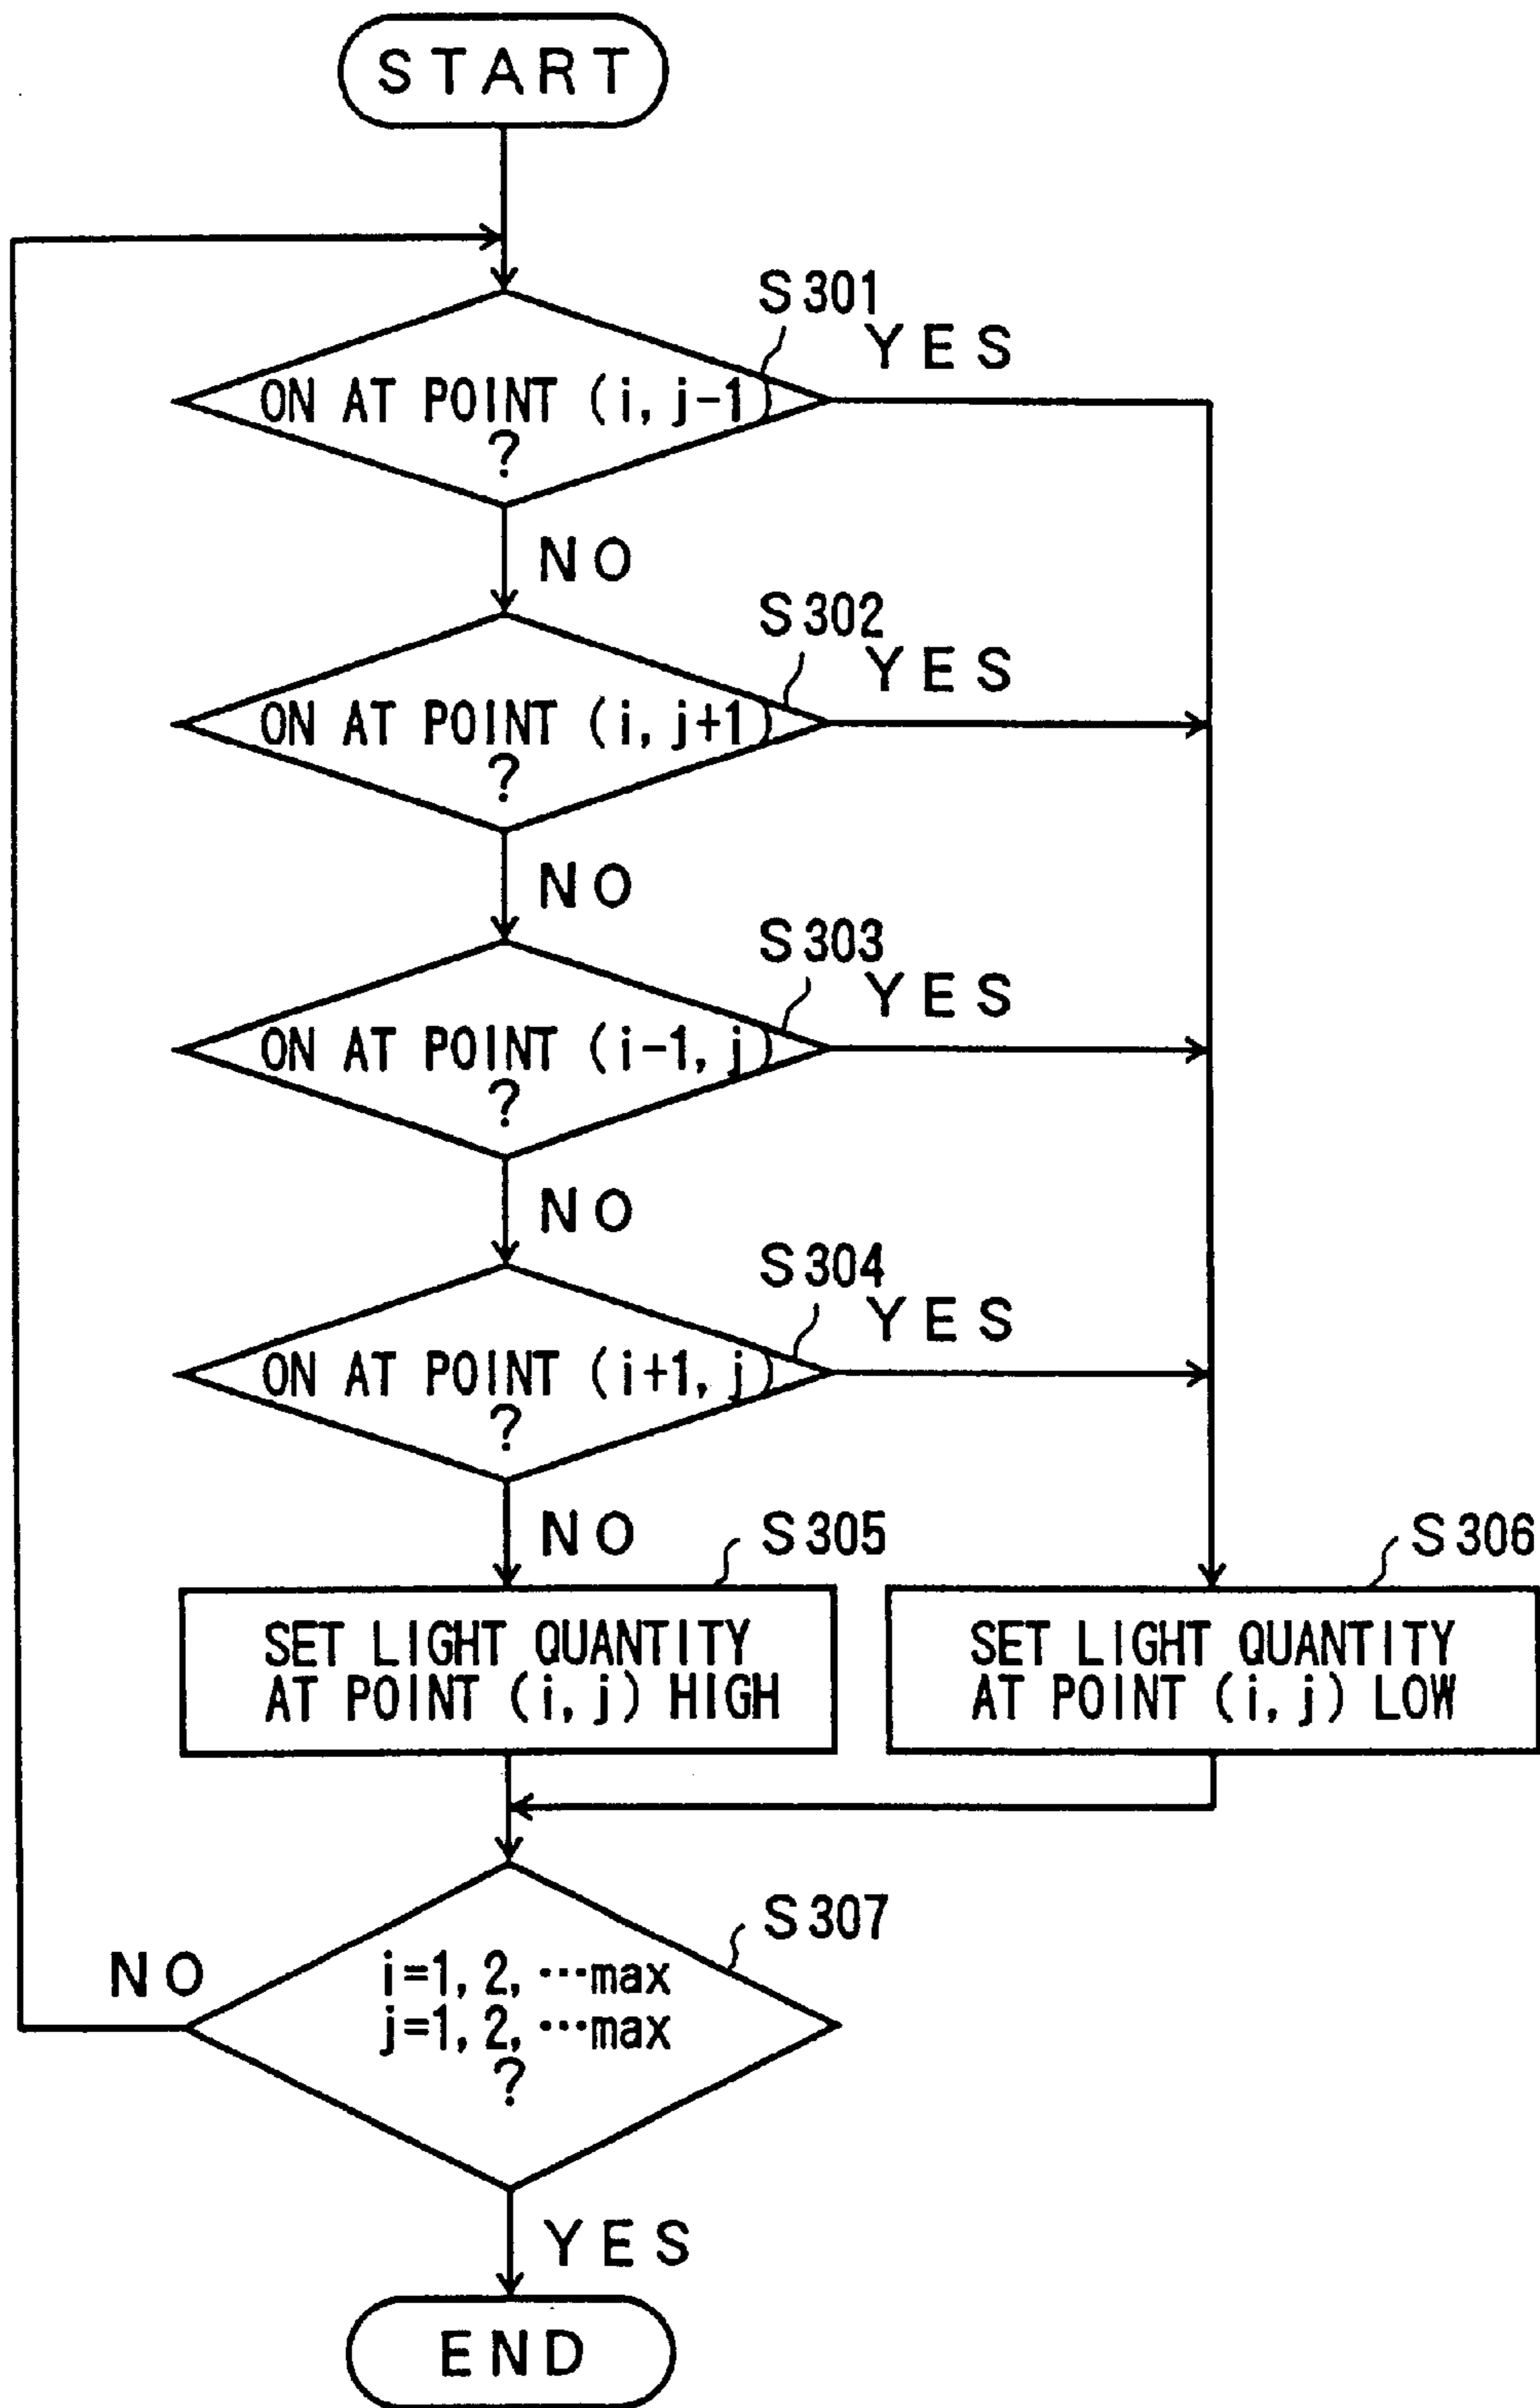 START
S301
YES
ON AT POINT (i, j-1)
?
NO
S302
YES
ON AT POINT (i, j+1)
?
NO
S303
YES
ON AT POINT (i-1, j)
?
NO
S304
YES
ON AT POINT (i+1, j)
?
NO
S305
S306
SET LIGHT QUANTITY
AT POINT (i, j) HIGH
SET LIGHT QUANTITY
AT POINT (i, j) LOW
S307
NO
i=1, 2, ···max
j=1, 2, ···max
?
YES
END